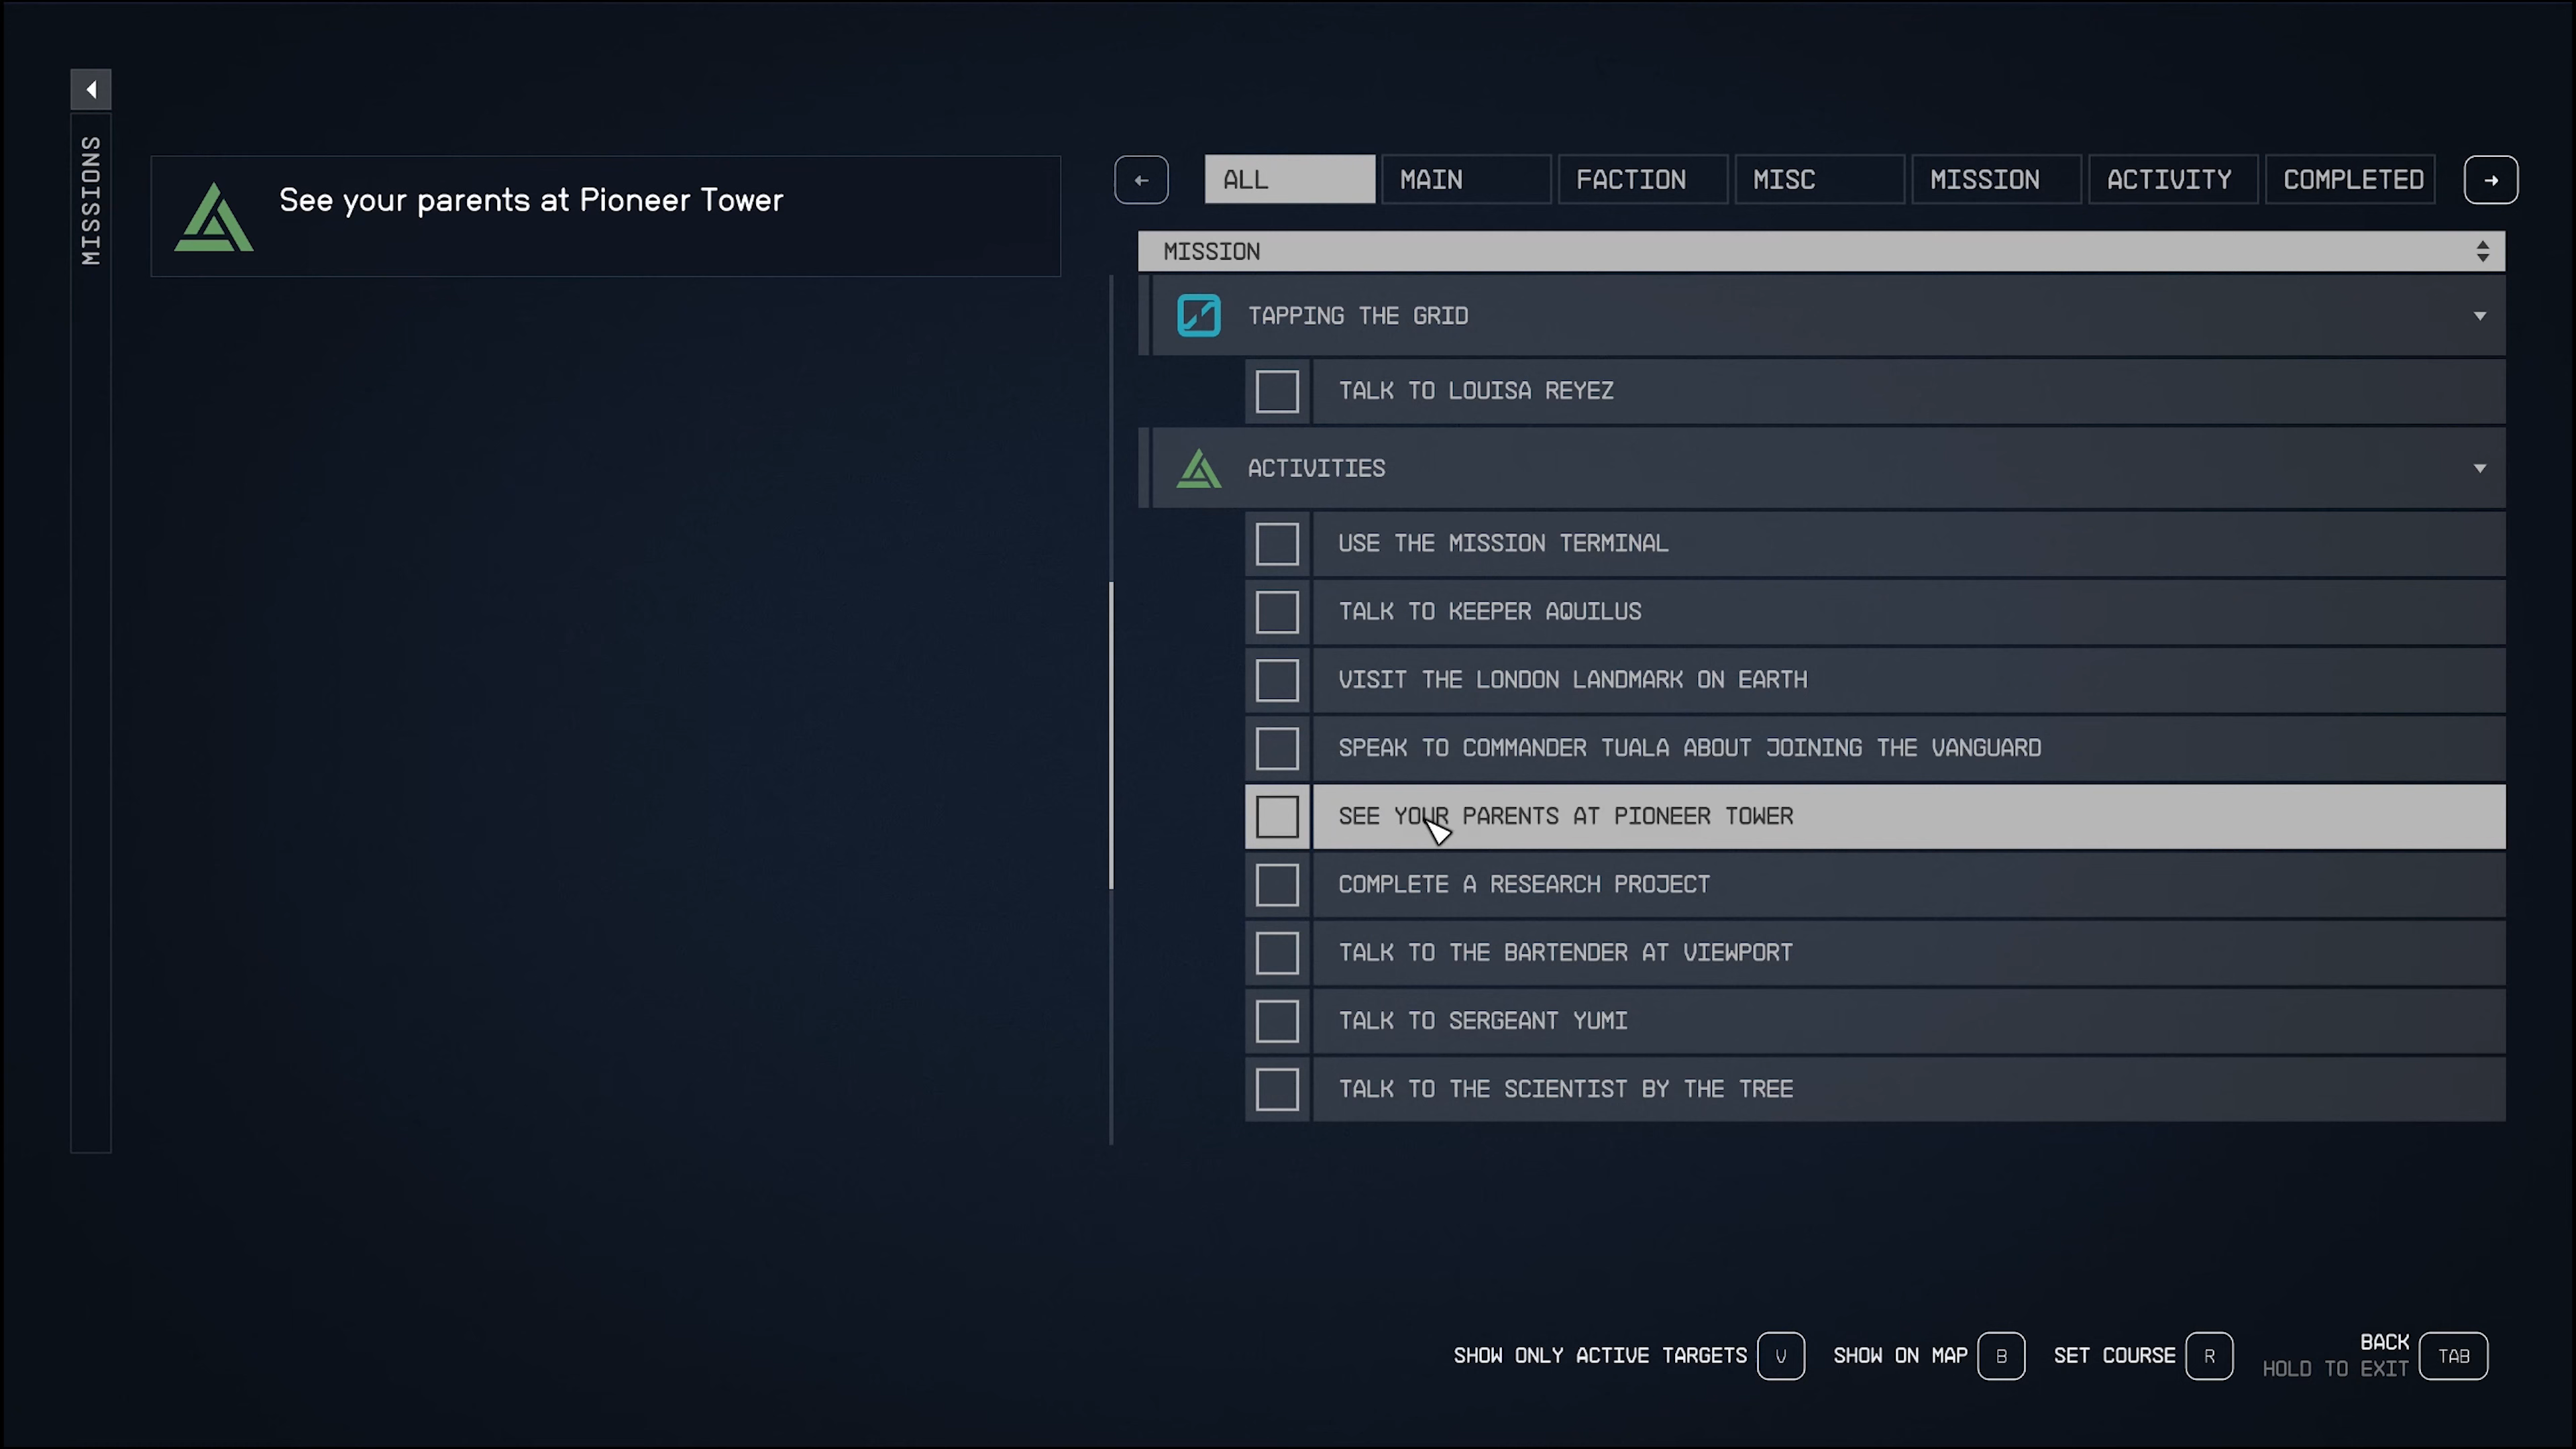 MISSIONS
See your parents at Pioneer Tower
ALL
MAIN
FACTION
MISC
MISSION
ACTIVITY
COMPLETED
MISSION
TAPPING THE GRID
TALK TO LOUISA REYEZ
ACTIVITIES
USE THE MISSION TERMINAL
TALK TO KEEPER AQUILUS
VISIT THE LONDON LANDMARK ON EARTH
SPEAK TO COMMANDER TUALA ABOUT JOINING THE VANGUARD
SEE YOUR PARENTS AT PIONEER TOWER
COMPLETE A RESEARCH PROJECT
TALK TO THE BARTENDER AT VIEWPORT
TALK TO SERGEANT YUMI
TALK TO THE SCIENTIST BY THE TREE
SHOW ONLY ACTIVE TARGETS V
SHOW ON MAP B
SET COURSE R
BACK
HOLD TO EXIT
TAB